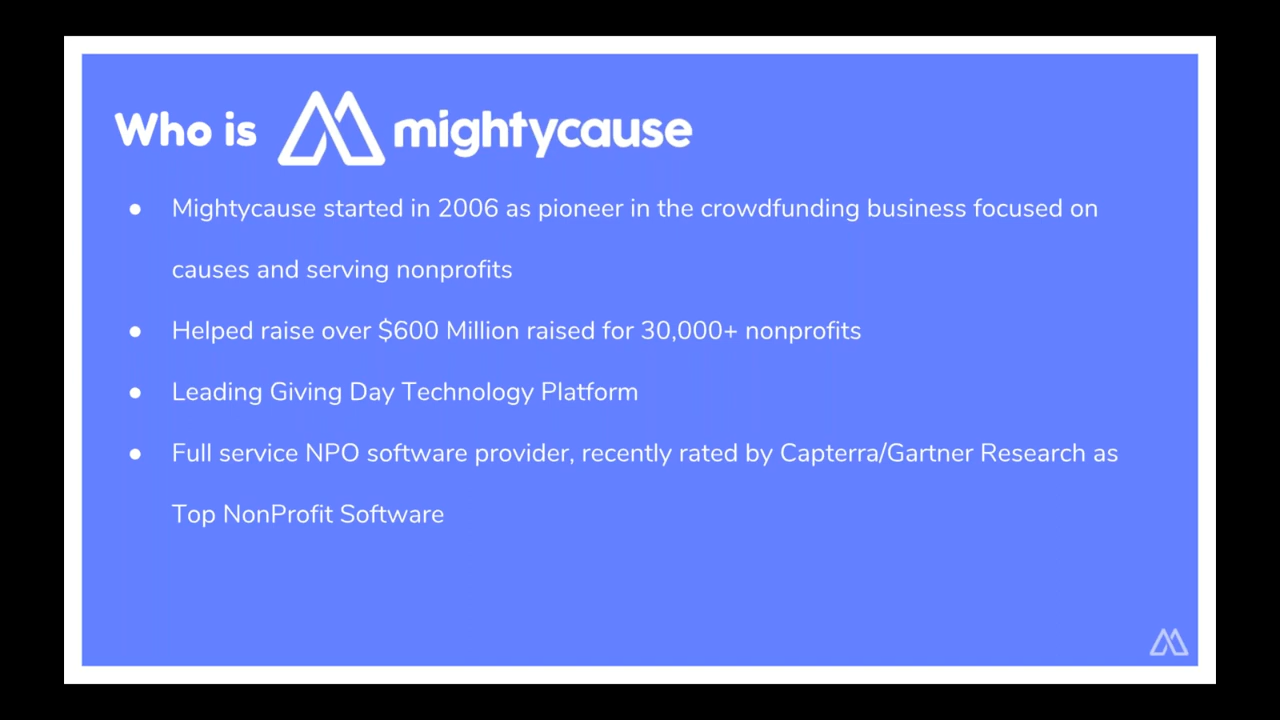 Who is mightycause
● Mightycause started in 2006 as pioneer in the crowdfunding business focused on
causes and serving nonprofits
● Helped raise over $600 Million raised for 30,000+ nonprofits
● Leading Giving Day Technology Platform
● Full service NPO software provider, recently rated by Capterra/Gartner Research as
Top NonProfit Software